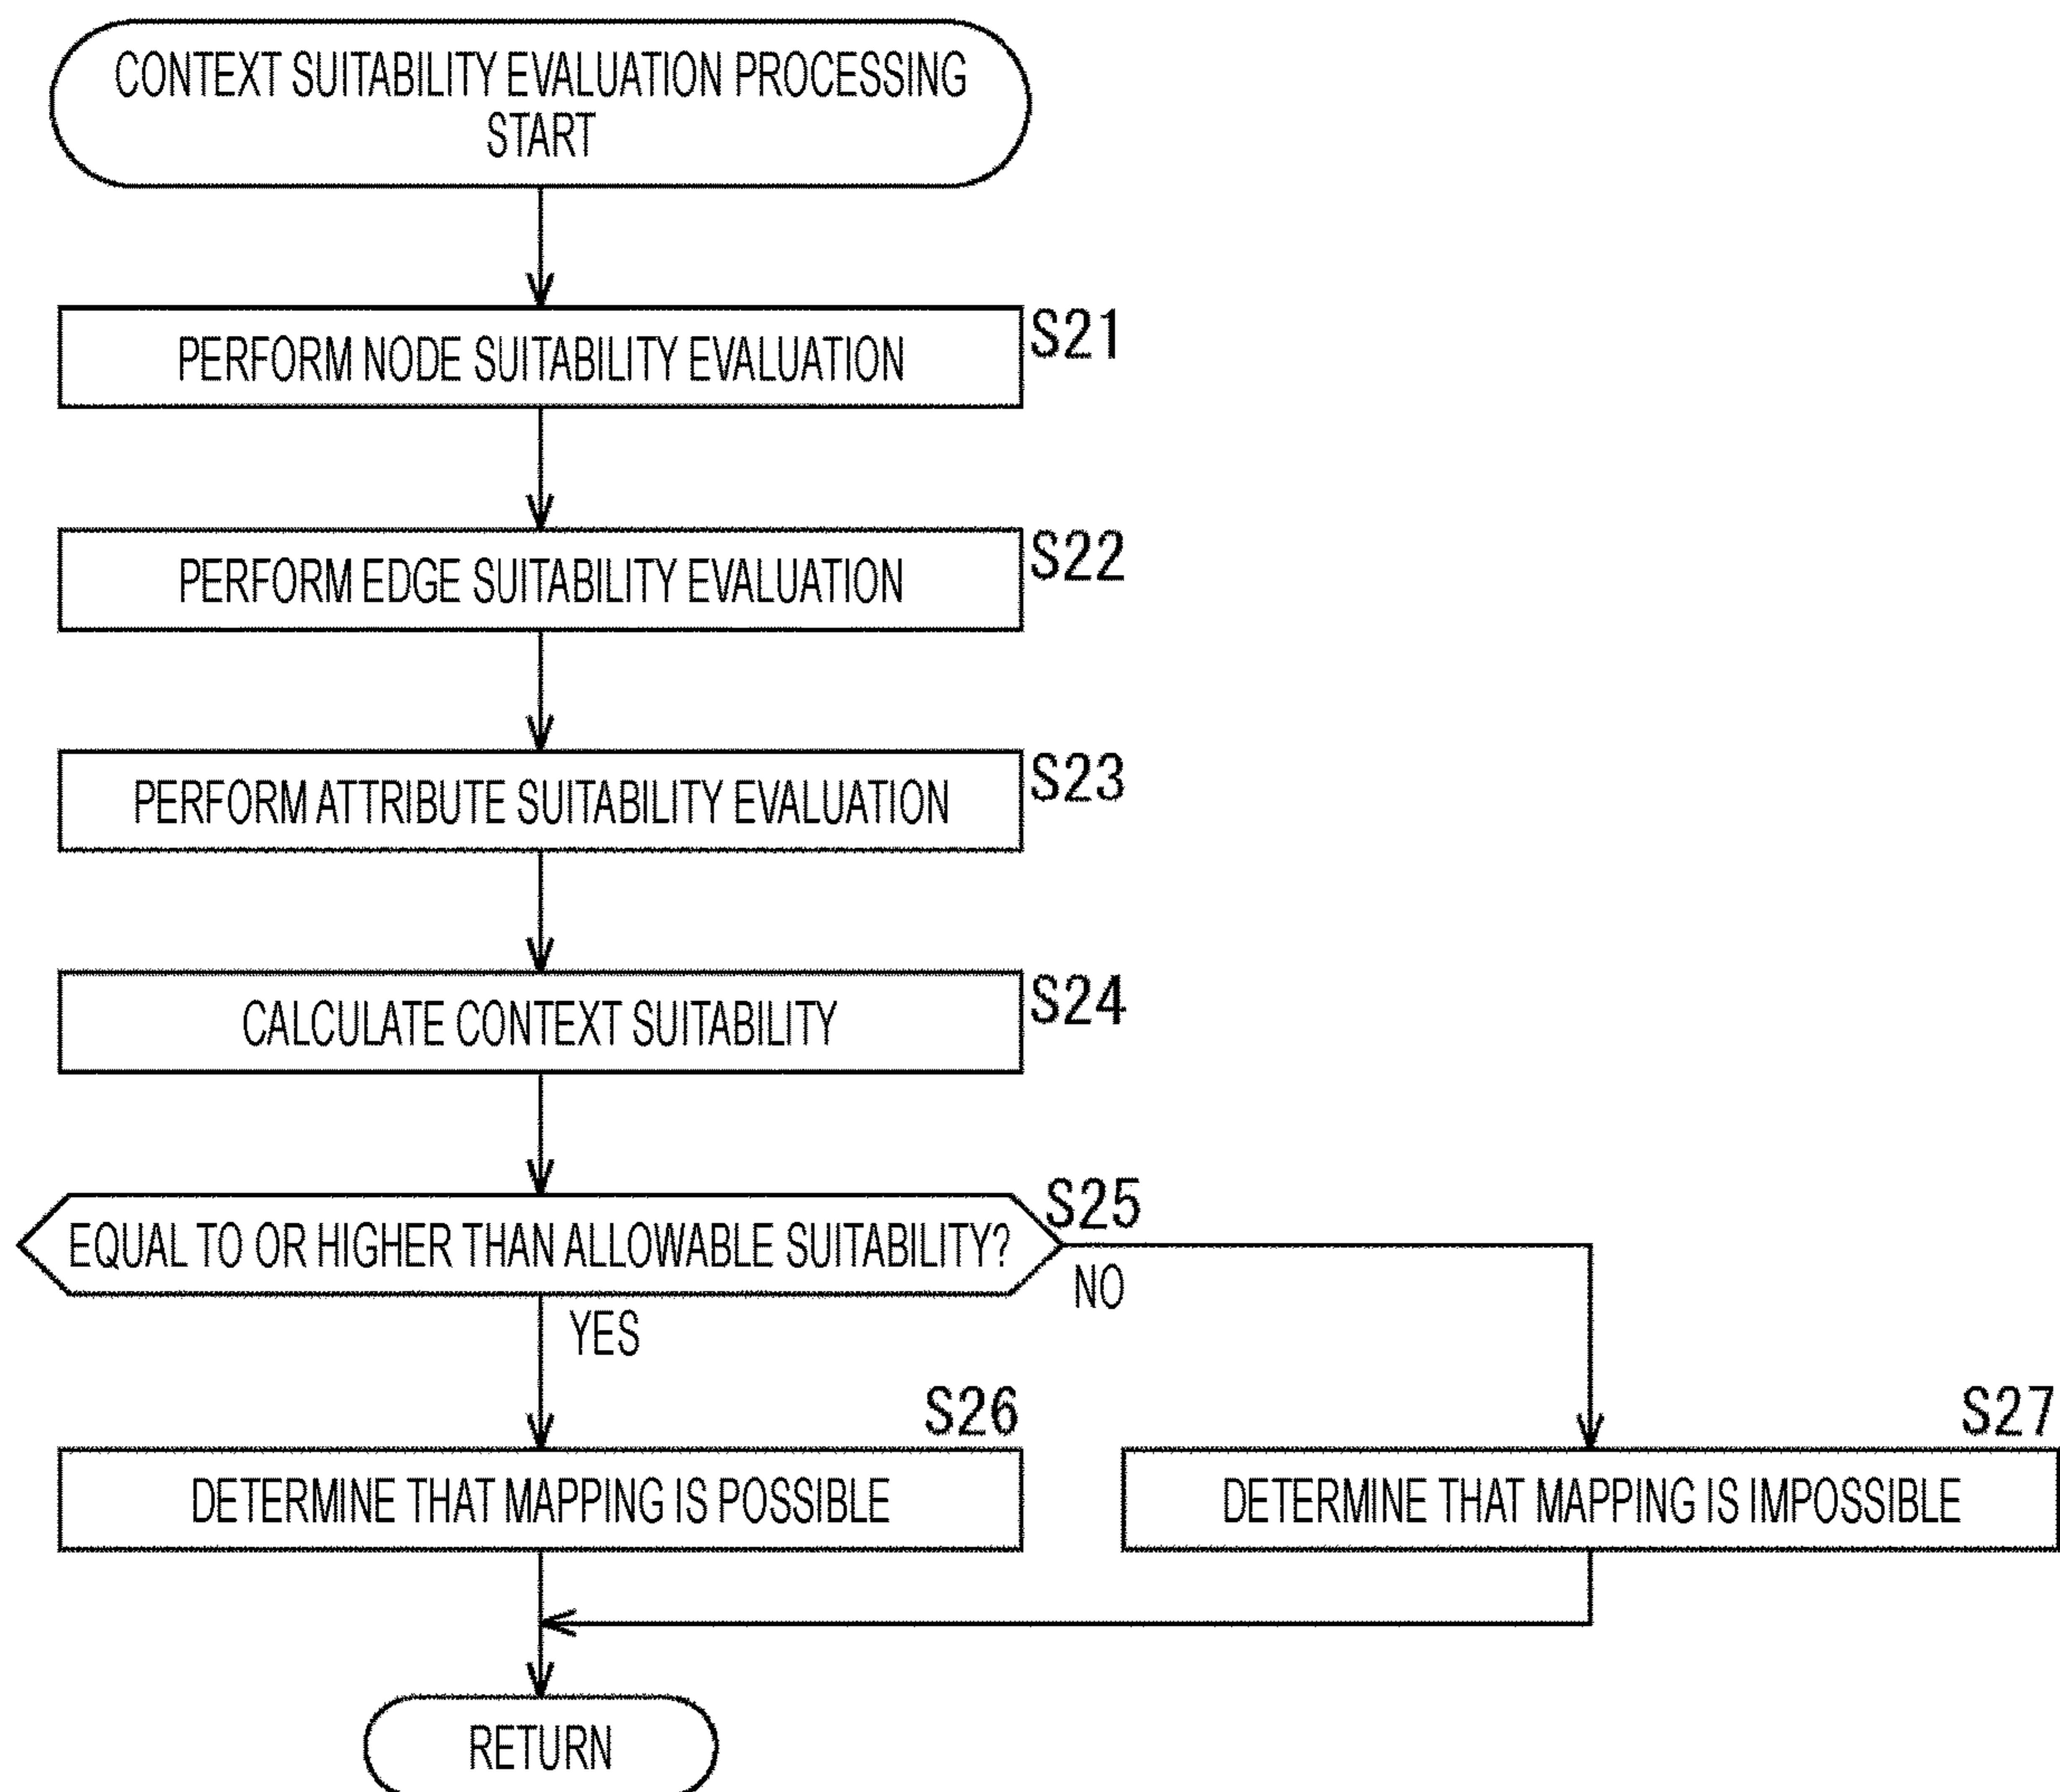 CONTEXT SUITABILITY EVALUATION PROCESSING
START
PERFORM NODE SUITABILITY EVALUATION
S21
PERFORM EDGE SUITABILITY EVALUATION
S22
PERFORM ATTRIBUTE SUITABILITY EVALUATION
S23
CALCULATE CONTEXT SUITABILITY
S24
EQUAL TO OR HIGHER THAN ALLOWABLE SUITABILITY?
S25
NO
YES
S26
DETERMINE THAT MAPPING IS POSSIBLE
S27
DETERMINE THAT MAPPING IS IMPOSSIBLE
RETURN